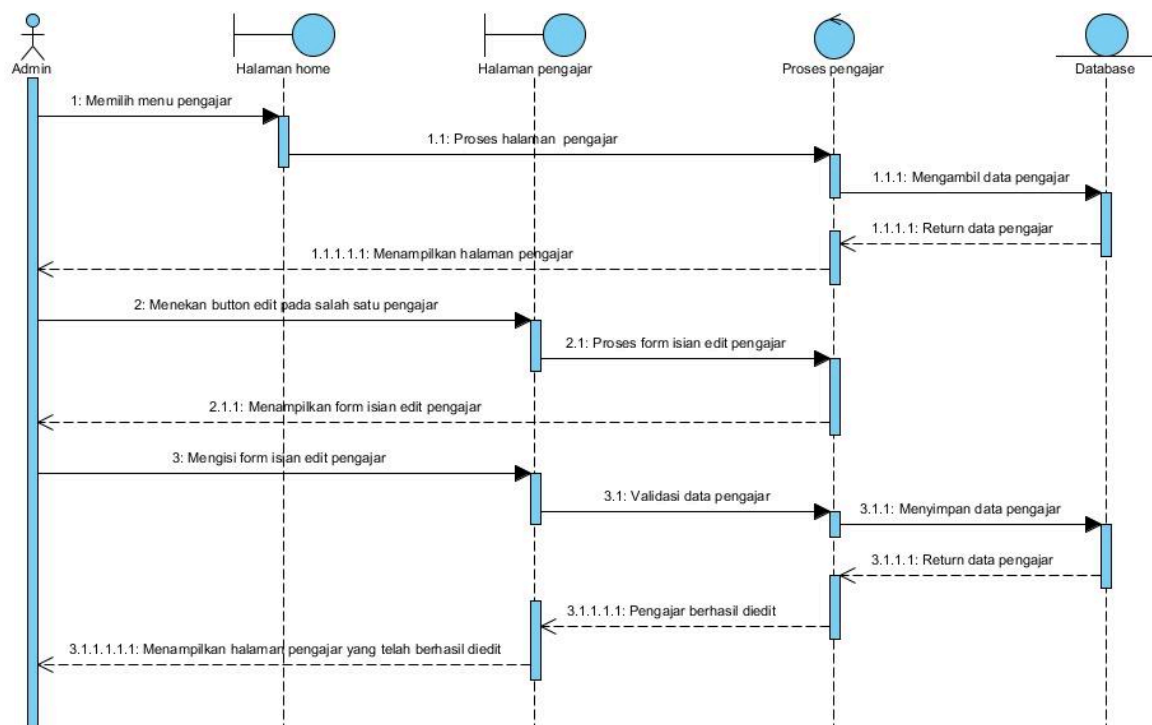 Admin
Halaman home
Halaman pengajar
Proses pengajar
Database
1: Memilih menu pengajar
1.1: Proses halaman pengajar
1.1.1: Mengambil data pengajar
1.1.1.1: Return data pengajar
1.1.1.1.1: Menampilkan halaman pengajar
2: Menekan button edit pada salah satu pengajar
2.1: Proses form isian edit pengajar
2.1.1: Menampilkan form isian edit pengajar
3: Mengisi form isian edit pengajar
3.1: Validasi data pengajar
3.1.1: Menyimpan data pengajar
3.1.1.1: Return data pengajar
3.1.1.1.1: Pengajar berhasil diedit
3.1.1.1.1.1: Menampilkan halaman pengajar yang telah berhasil diedit